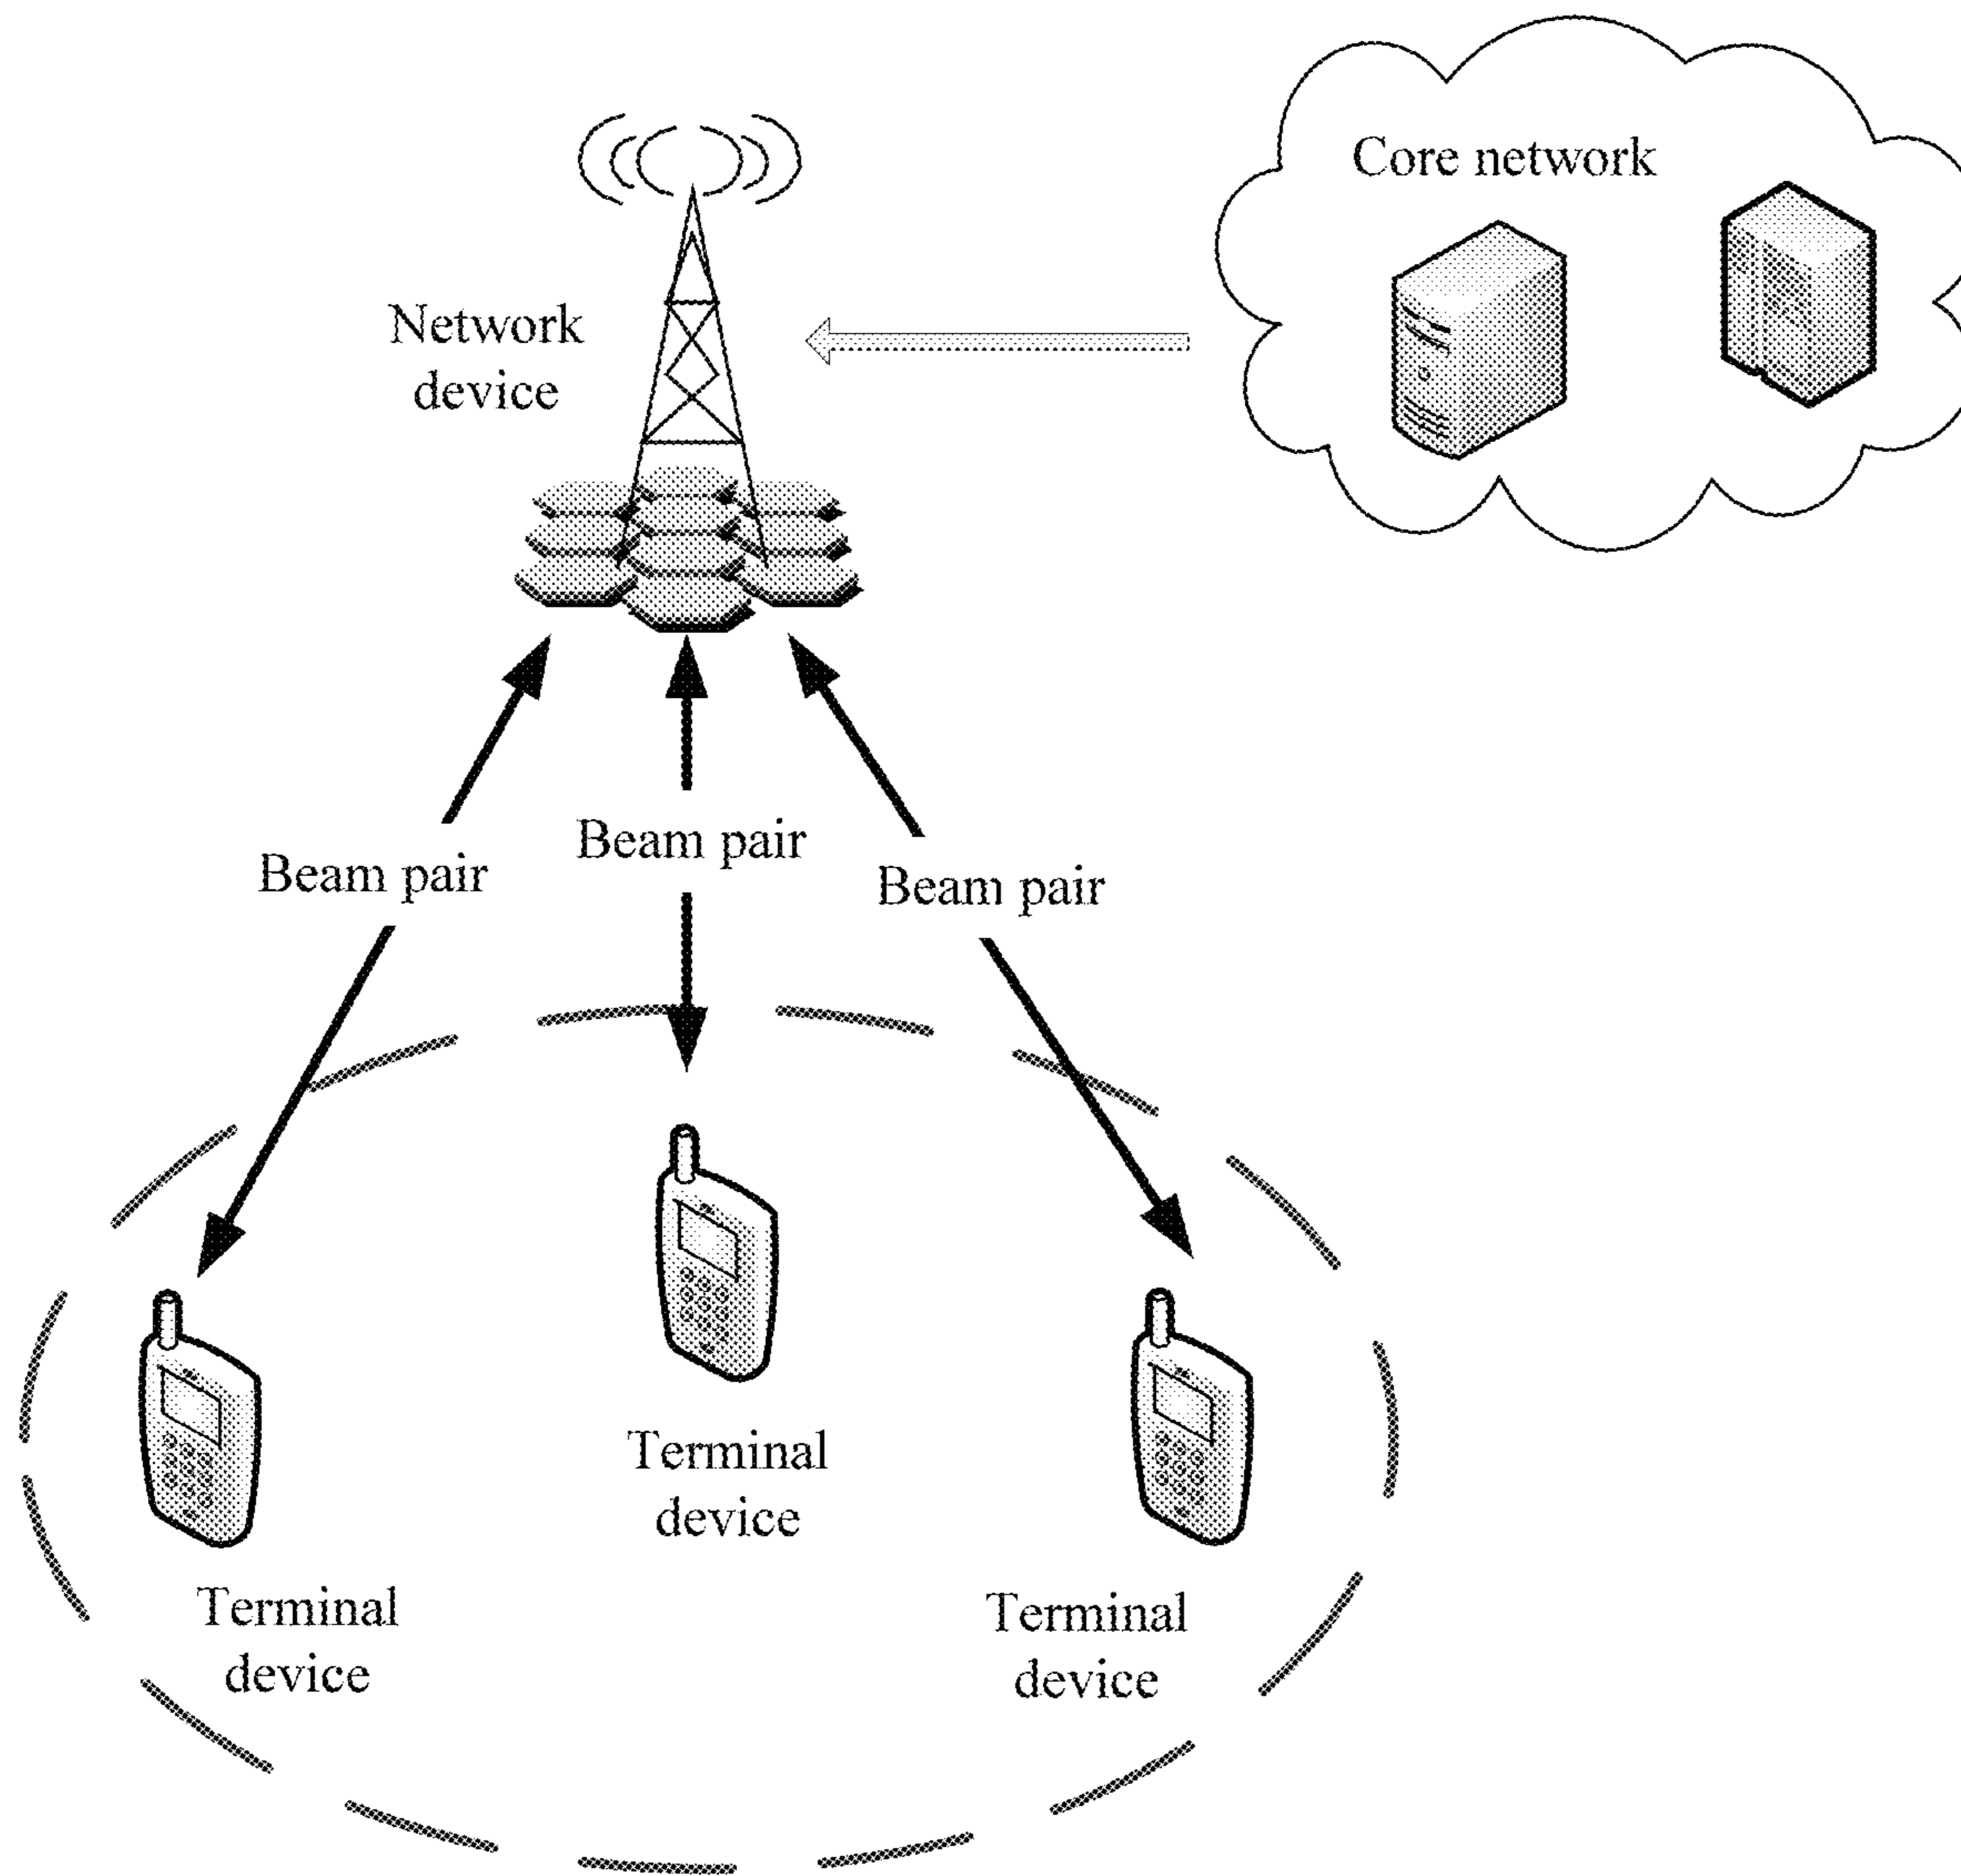 Core network
Network
device
Beam pair
Beam pair
Beam pair
Terminal
device
Terminal
device
Terminal
device